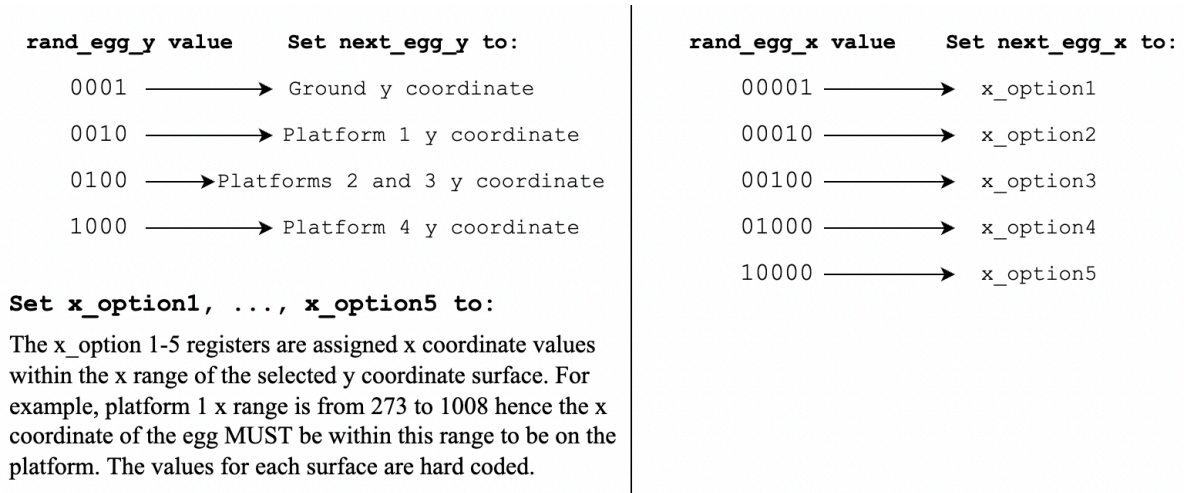 rand_egg_y value Set next_egg_y to:
0001 Ground y coordinate
0010 Platform 1 y coordinate
0100 Platforms 2 and 3 y coordinate
1000 Platform 4 y coordinate
Set x_option1, ..., x_option5 to:
The x_option 1-5 registers are assigned x coordinate values
within the x range of the selected y coordinate surface. For
example, platform 1 x range is from 273 to 1008 hence the x
coordinate of the egg MUST be within this range to be on the
platform. The values for each surface are hard coded.
rand_egg_x value Set next_egg_x to:
00001 x_option1
00010 x_option2
00100 x_option3
01000 x_option4
10000 x_option5